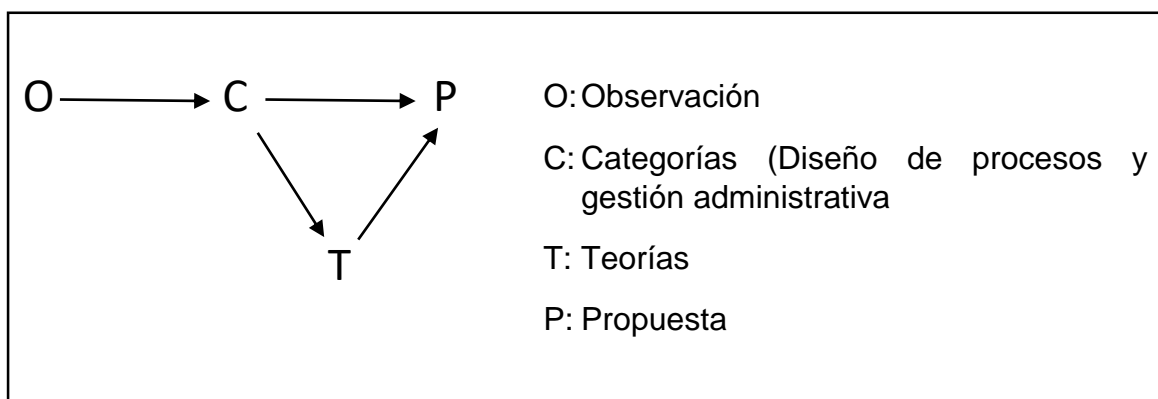 O C P
T
O: Observación
C: Categorías (Diseño de procesos y
gestión administrativa
T: Teorías
P: Propuesta